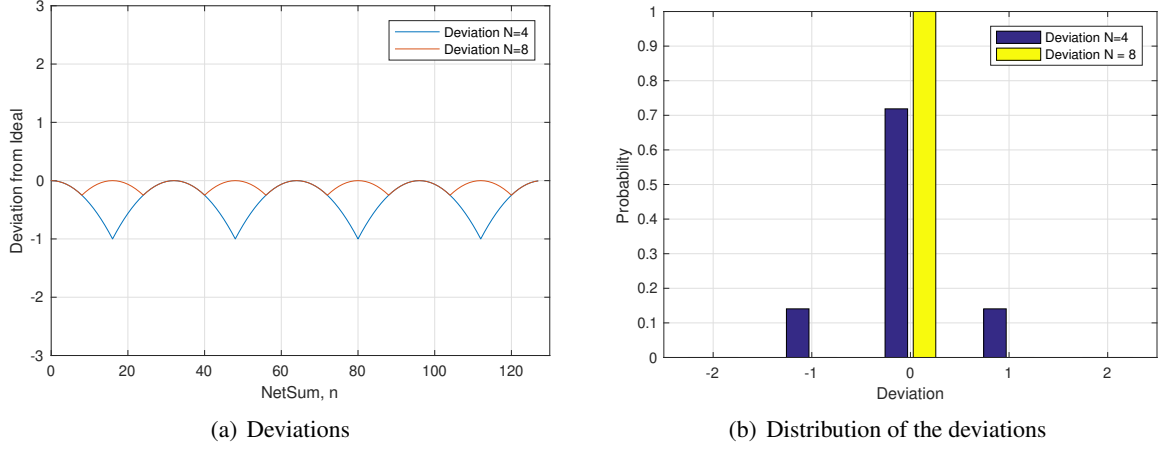 3
2
1
0
-1
-2
-3
0 20 40 60 80 100 120
Deviation from Ideal
NetSum, n
Deviation N=4
Deviation N=8
(a) Deviations
1
0.9
0.8
0.7
0.6
0.5
0.4
0.3
0.2
0.1
0
-2 -1 0 1 2
Probability
Deviation
Deviation N=4
Deviation N = 8
(b) Distribution of the deviations